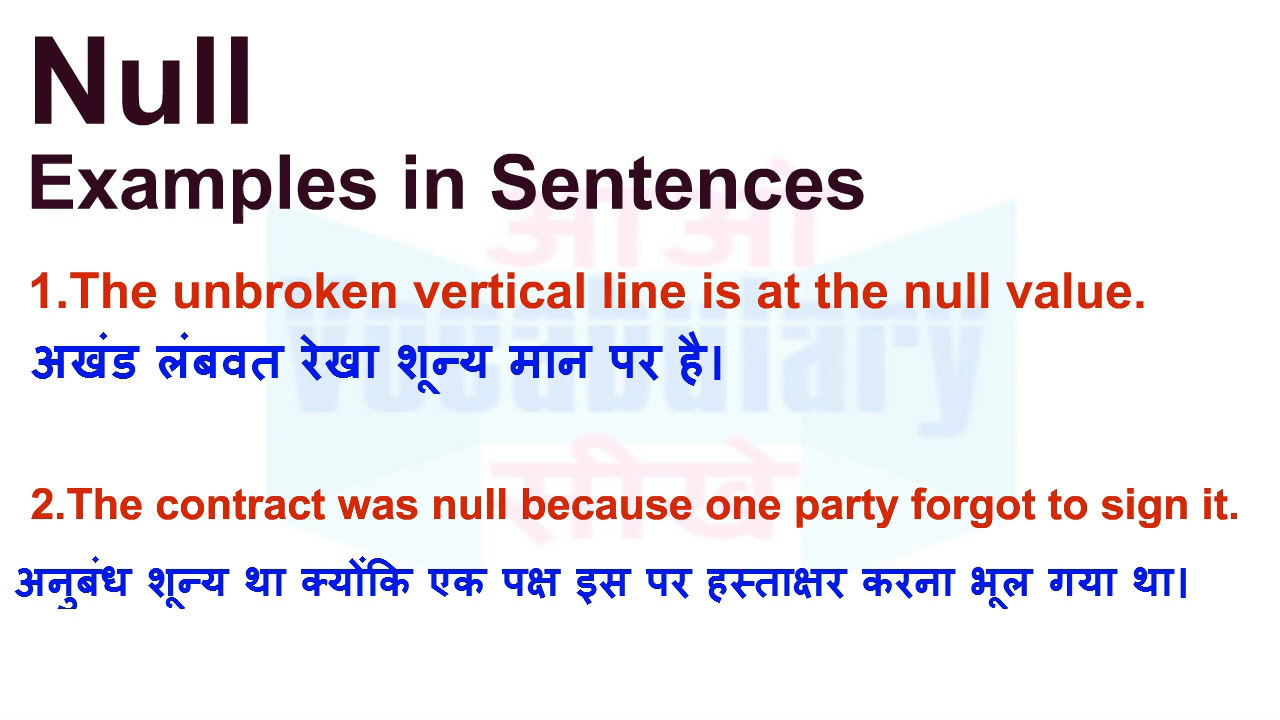 Null
Examples in Sentences
आओ
1.The unbroken vertical line is at the null value.
Vocabulary
अखंड लंबवत रेखा शून्य मान पर है।
सीखे
2.The contract was null because one party forgot to sign it.
अनुबंध शून्य था क्योंकि एक पक्ष इस पर हस्ताक्षर करना भूल गया था।